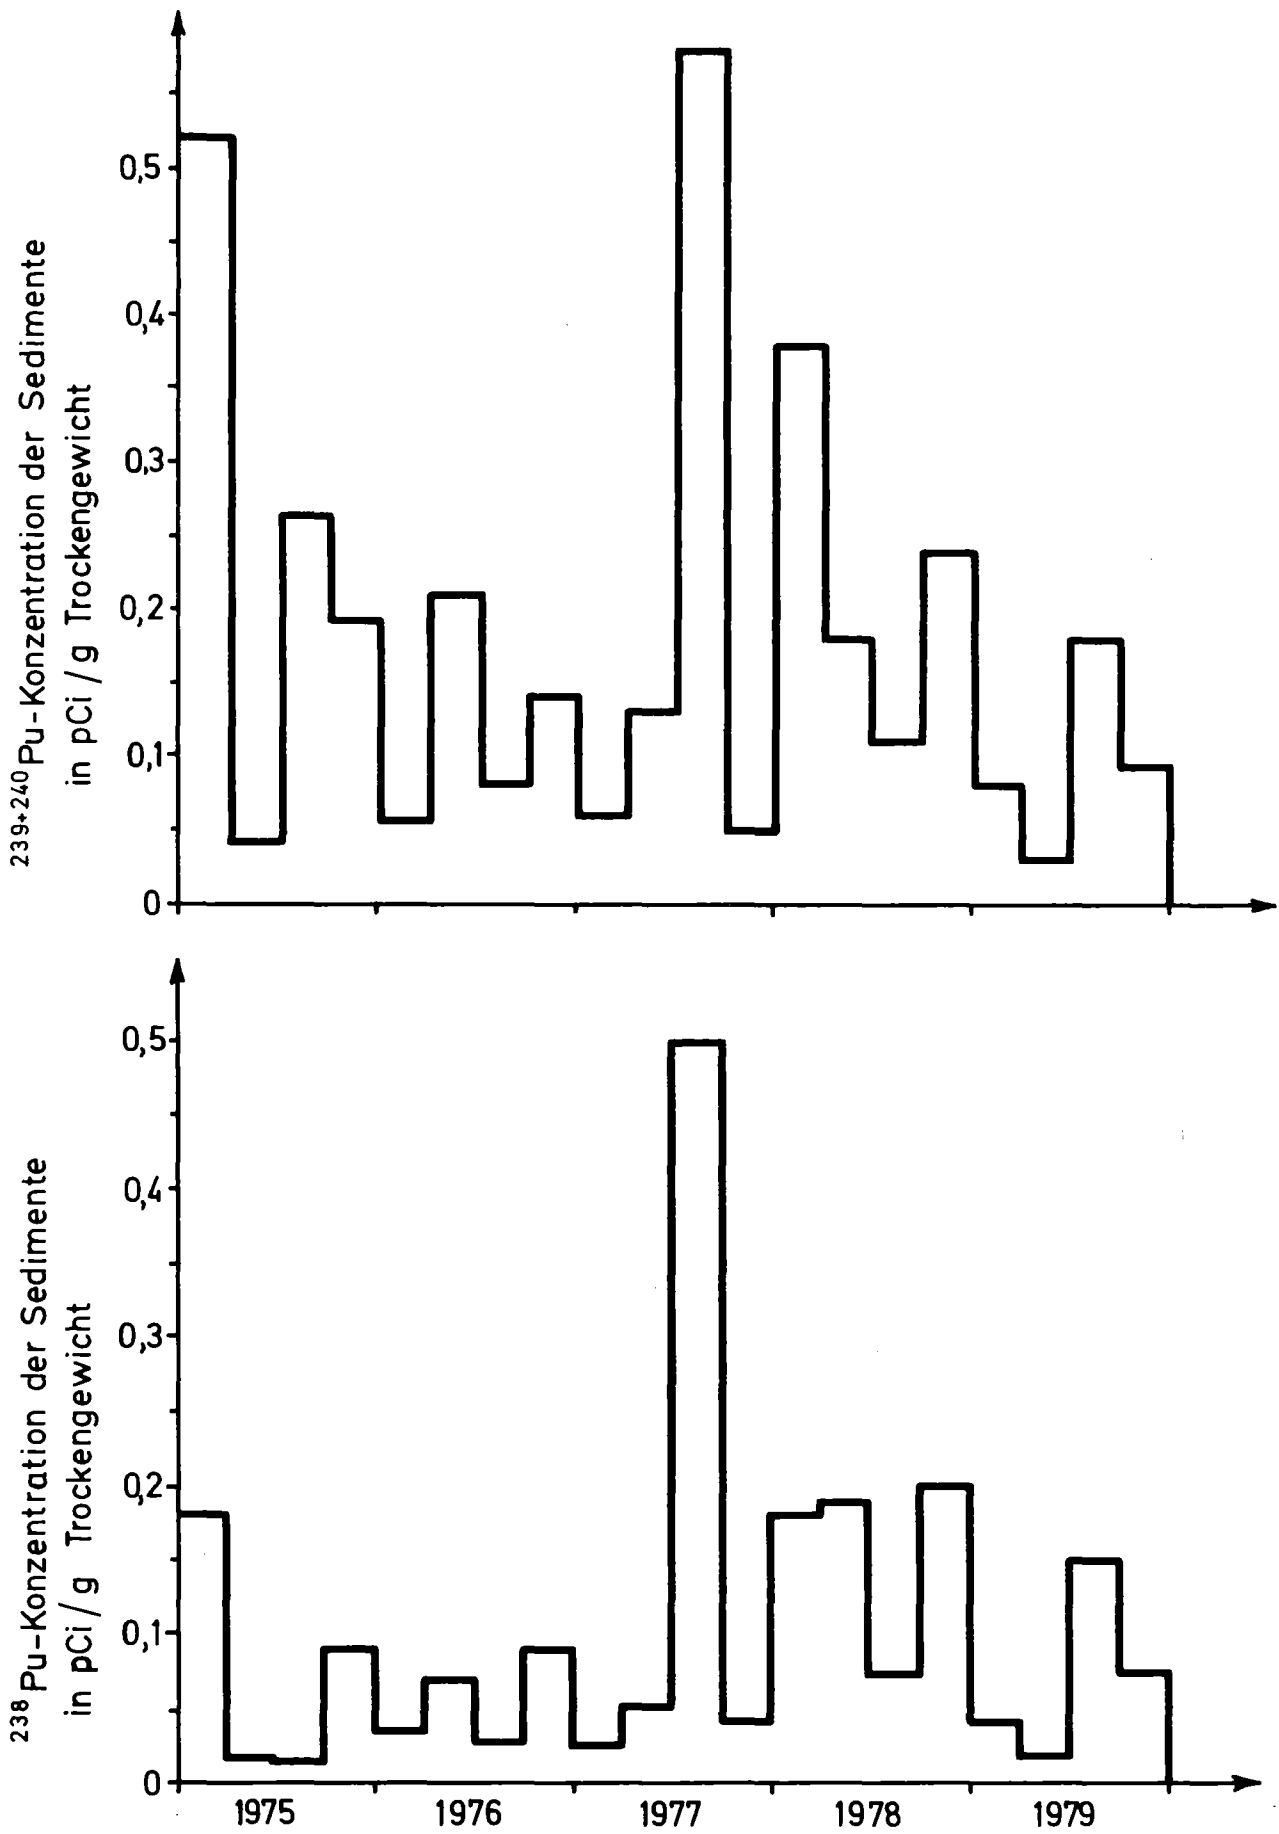 239+240Pu-Konzentration der Sedimente
in pCi/g Trockengewicht
0,5
0,4
0,3
0,2
0,1
0
238Pu-Konzentration der Sedimente
in pCi/g Trockengewicht
0,5
0,4
0,3
0,2
0,1
0
1975 1976 1977 1978 1979